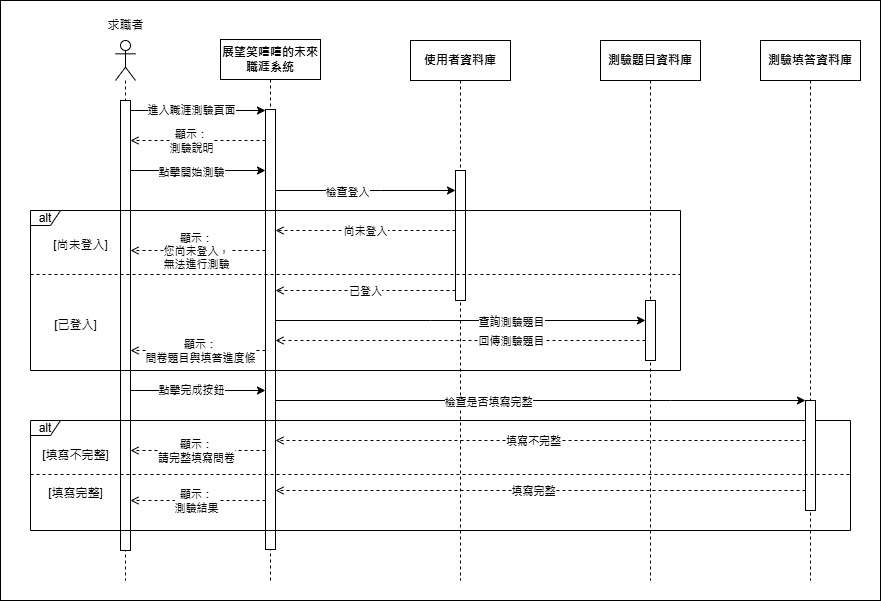 求職者
展望笑嘻嘻的未來
職涯系統
使用者資料庫
測驗題目資料庫
測驗填答資料庫
進入職涯測驗頁面
顯示：
測驗說明
點擊開始測驗
檢查登入
alt
[尚未登入]
尚未登入
顯示：
您尚未登入，
無法進行測驗
已登入
[已登入]
查詢測驗題目
回傳測驗題目
顯示：
問卷題目與填答進度條
點擊完成按鈕
檢查是否填寫完整
alt
[填寫不完整]
填寫不完整
顯示：
請完整填寫問卷
[填寫完整]
填寫完整
顯示：
測驗結果